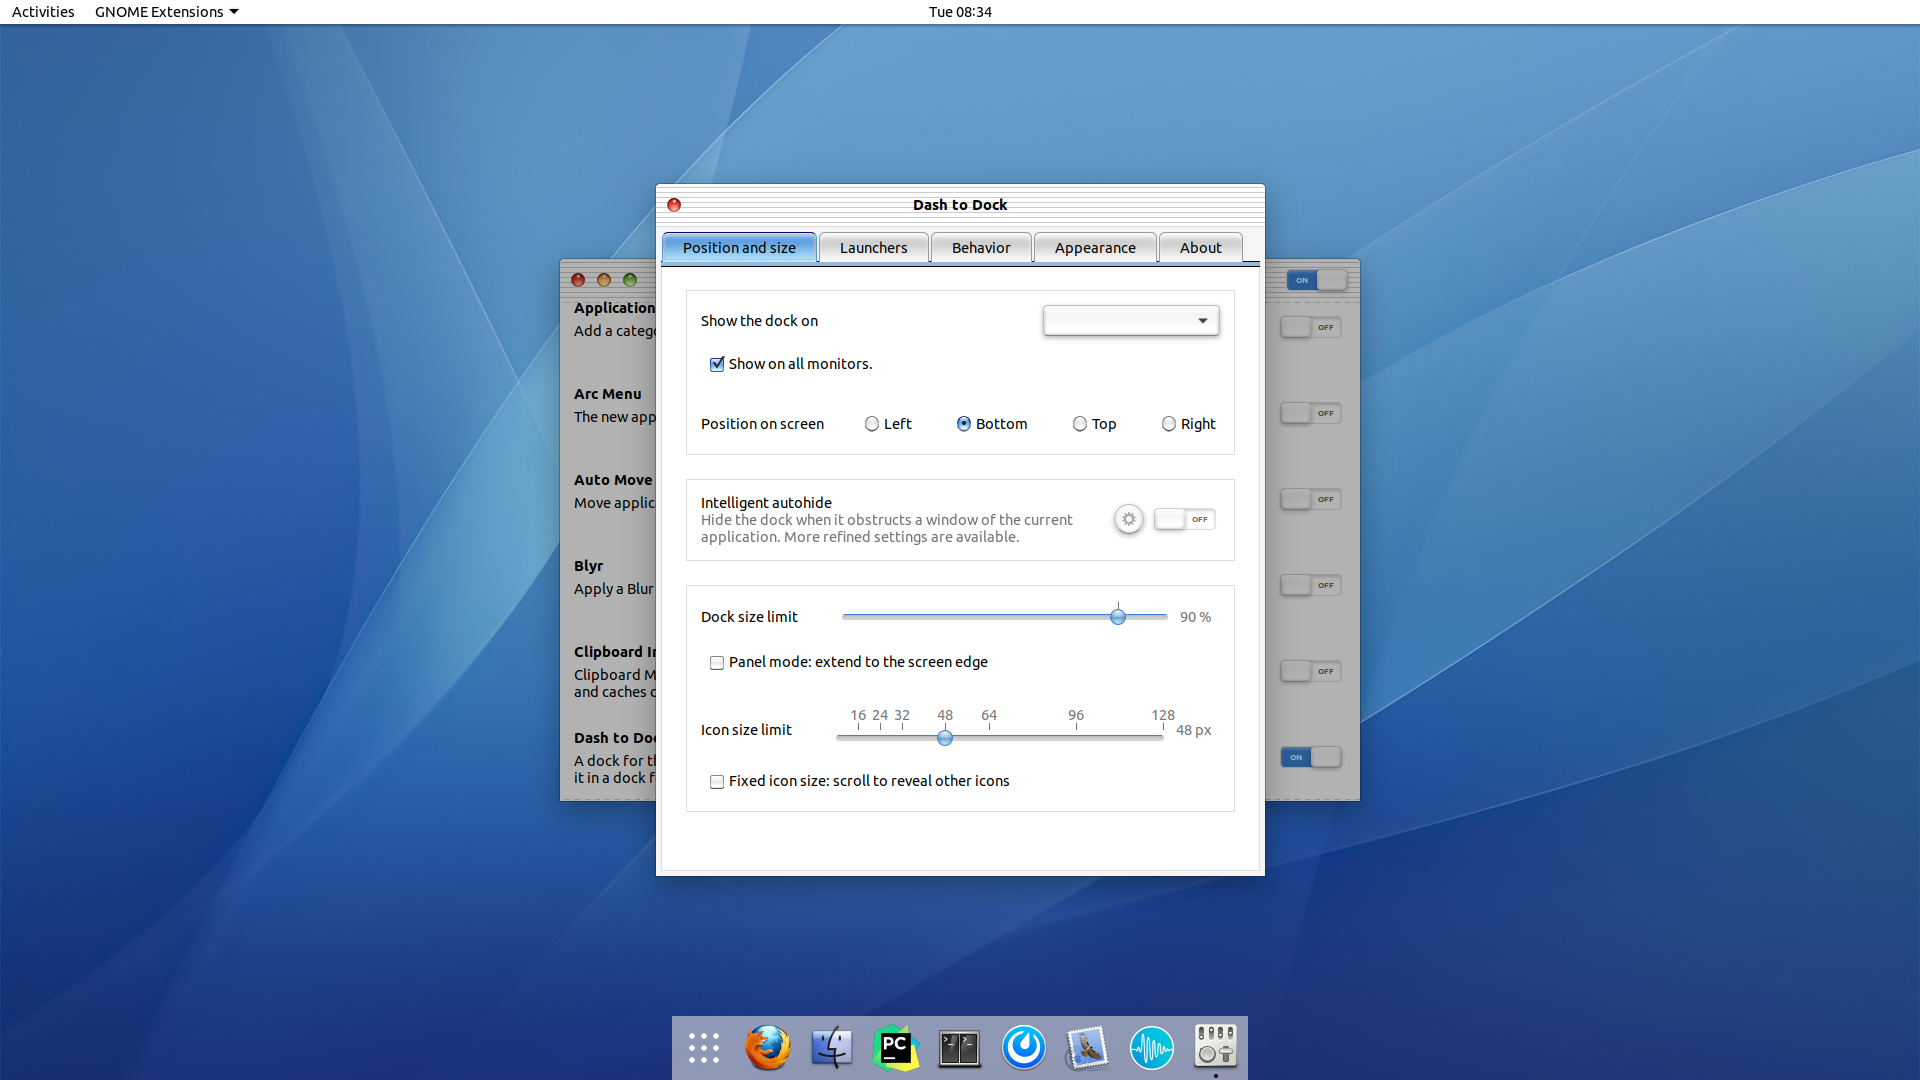 Activities
GNOME Extensions
Tue 08:34
Dash to Dock
Position and size
Launchers
Behavior
Appearance
About
Show the dock on
Show on all monitors.
Position on screen
Left
Bottom
Top
Right
Intelligent autohide
Hide the dock when it obstructs a window of the current
application. More refined settings are available.
OFF
Dock size limit
90 %
Panel mode: extend to the screen edge
16 24 32 48 64 96 128
Icon size limit
48 px
Fixed icon size: scroll to reveal other icons
ON
Application
Add a
OFF
Arc Menu
The new
OFF
Auto Move
Move
OFF
Blyr
Apply a Blur
OFF
Clipboard
Clipboard
and caches
OFF
Dash to
A dock for
it in a dock
ON
PC